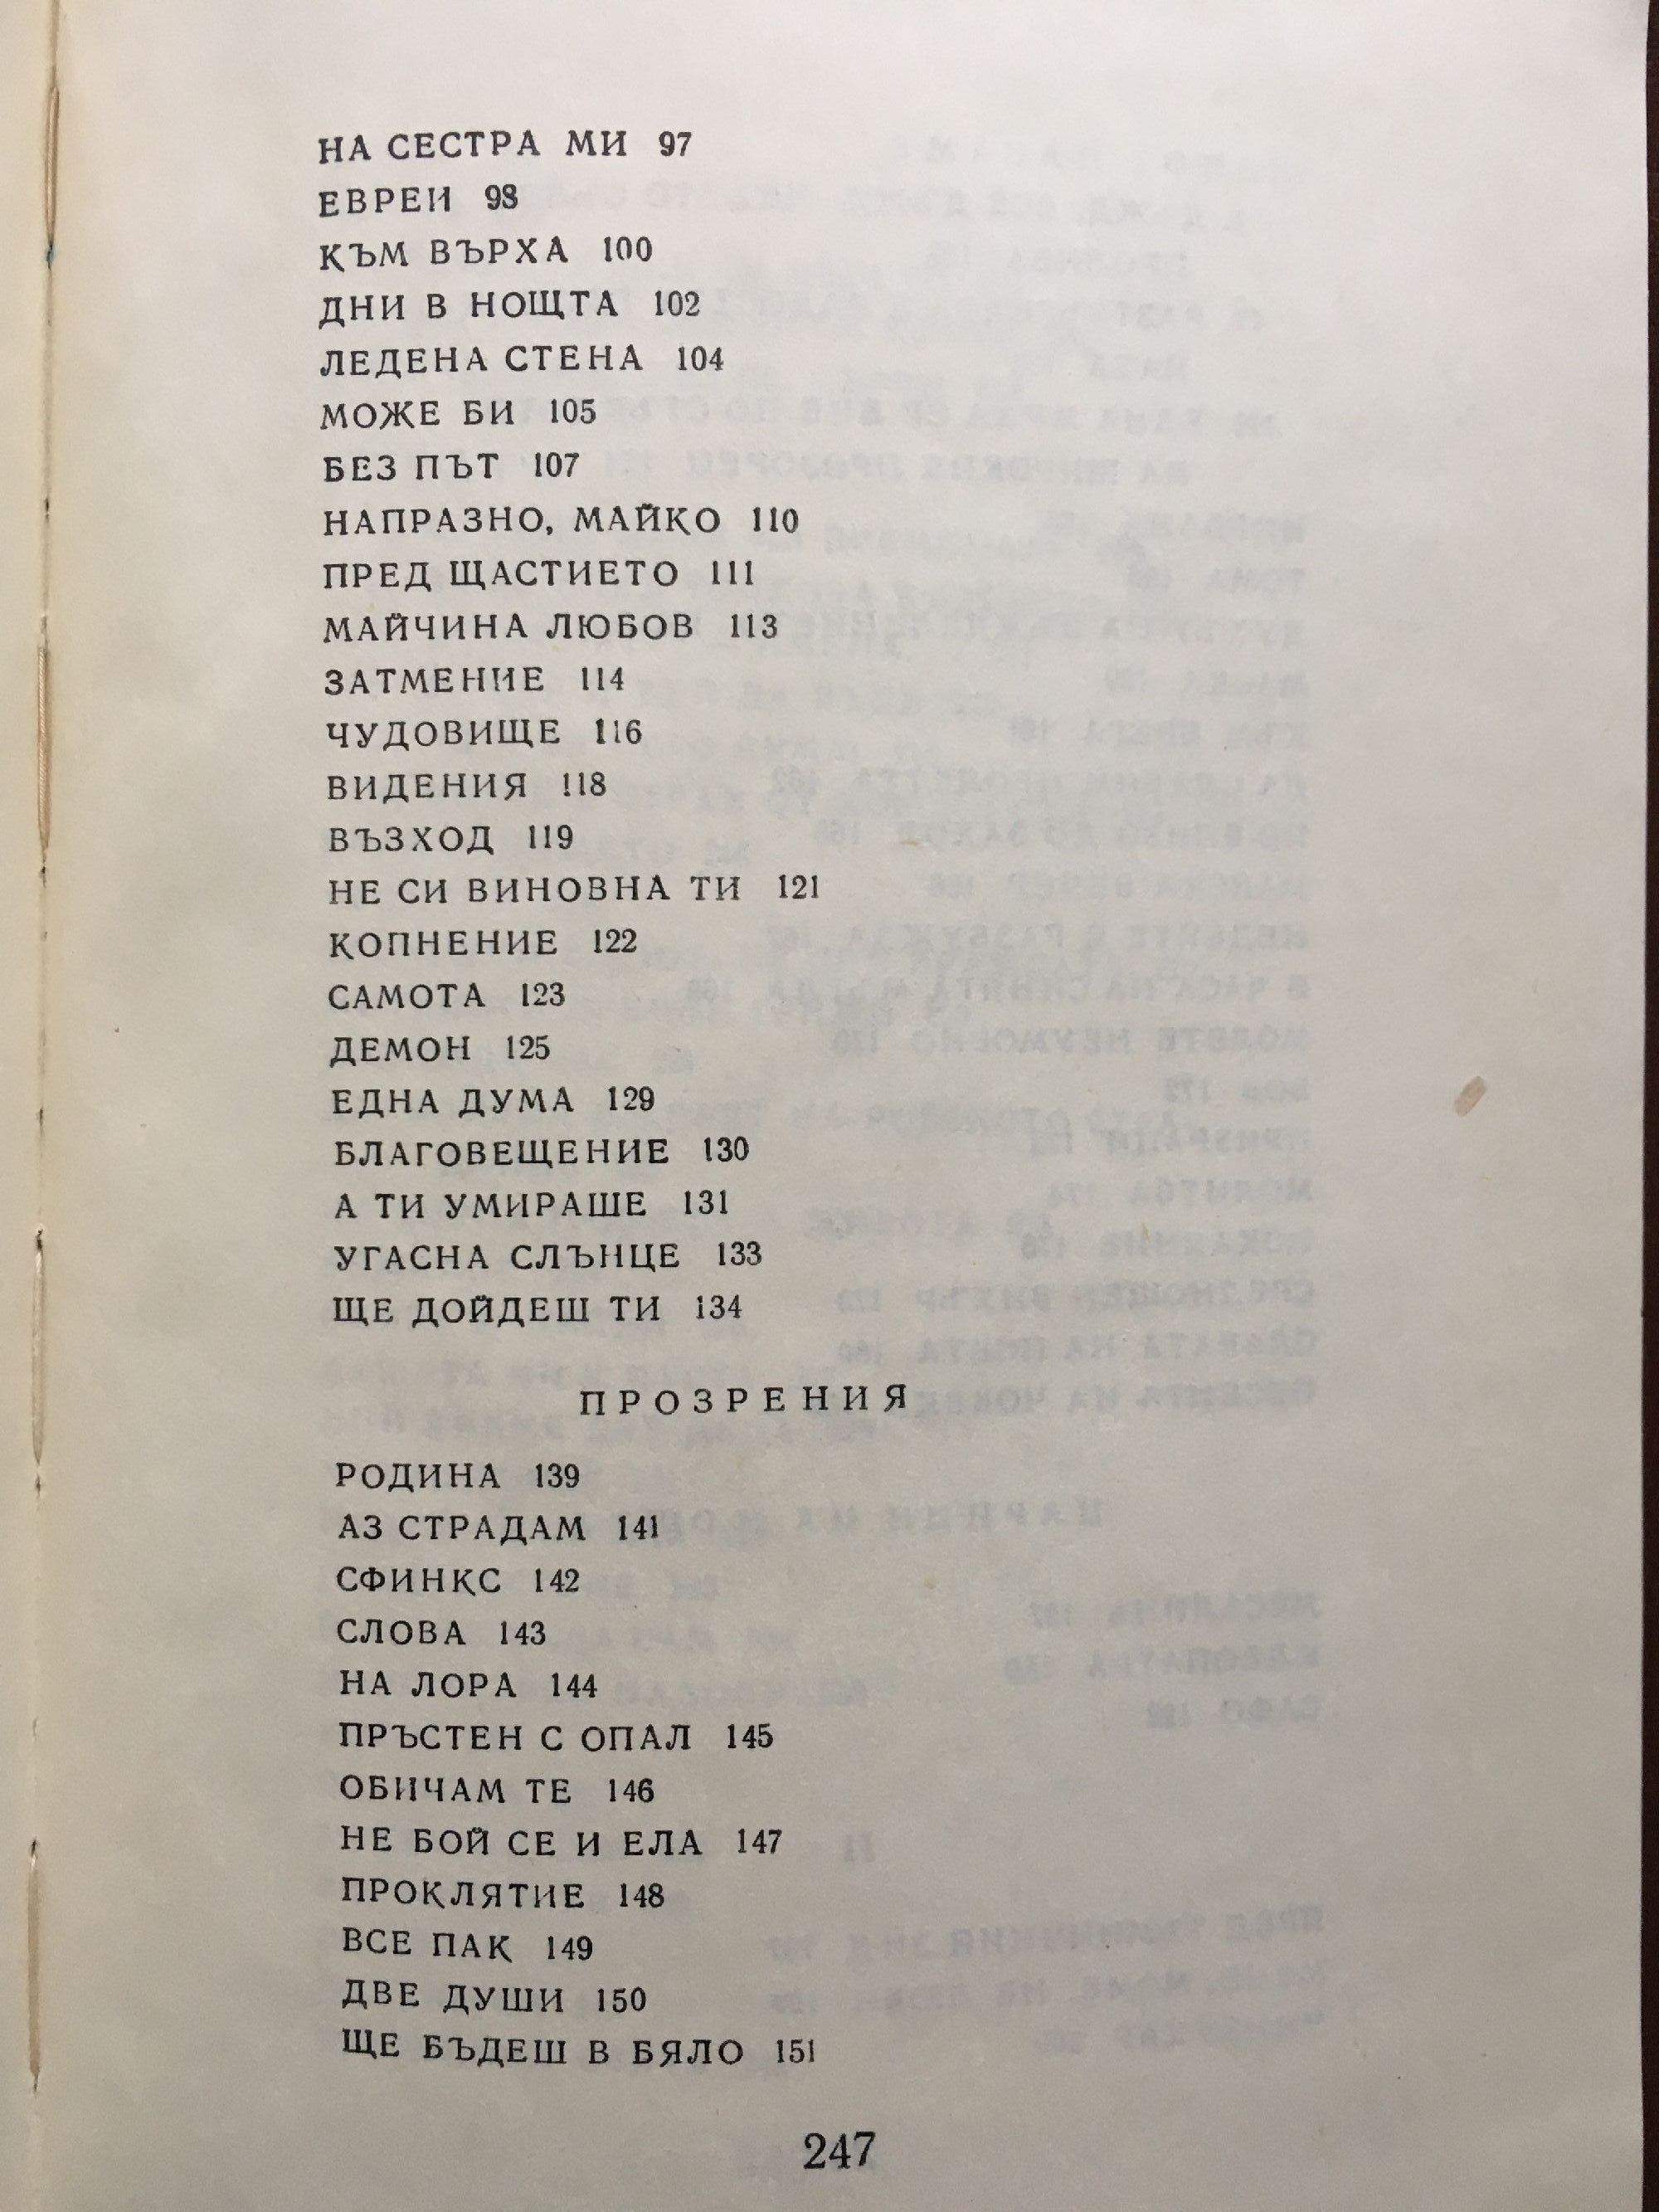 НА СЕСТРА МИ 97
ЕВРЕИ 98
КЪМ ВЪРХА 100
ДНИ В НОЩТА 102
ЛЕДЕНА СТЕНА 104
МОЖЕ БИ 105
БЕЗ ПЪТ 107
НАПРАЗНО, МАЙКО 110
ПРЕД ЩАСТИЕТО 111
МАЙЧИНА ЛЮБОВ 113
ЗАТМЕНИЕ 114
ЧУДОВИЩЕ 116
ВИДЕНИЯ 118
ВЪЗХОД 119
НЕ СИ ВИНОВНА ТИ 121
КОПНЕНИЕ 122
САМОТА 123
ДЕМОН 125
ЕДНА ДУМА 129
БЛАГОВЕЩЕНИЕ 130
А ТИ УМИРАШЕ 131
УГАСНА СЛЪНЦЕ 133
ЩЕ ДОЙДЕШ ТИ 134
ПРОЗРЕНИЯ
РОДИНА 139
АЗ СТРАДАМ 141
СФИНКС 142
СЛОВА 143
НА ЛОРА 144
ПРЪСТЕН С ОПАЛ 145
ОБИЧАМ ТЕ 146
НЕ БОЙ СЕ И ЕЛА 147
ПРОКЛЯТИЕ 148
ВСЕ ПАК 149
ДВЕ ДУШИ 150
ЩЕ БЪДЕШ В БЯЛО 151
247